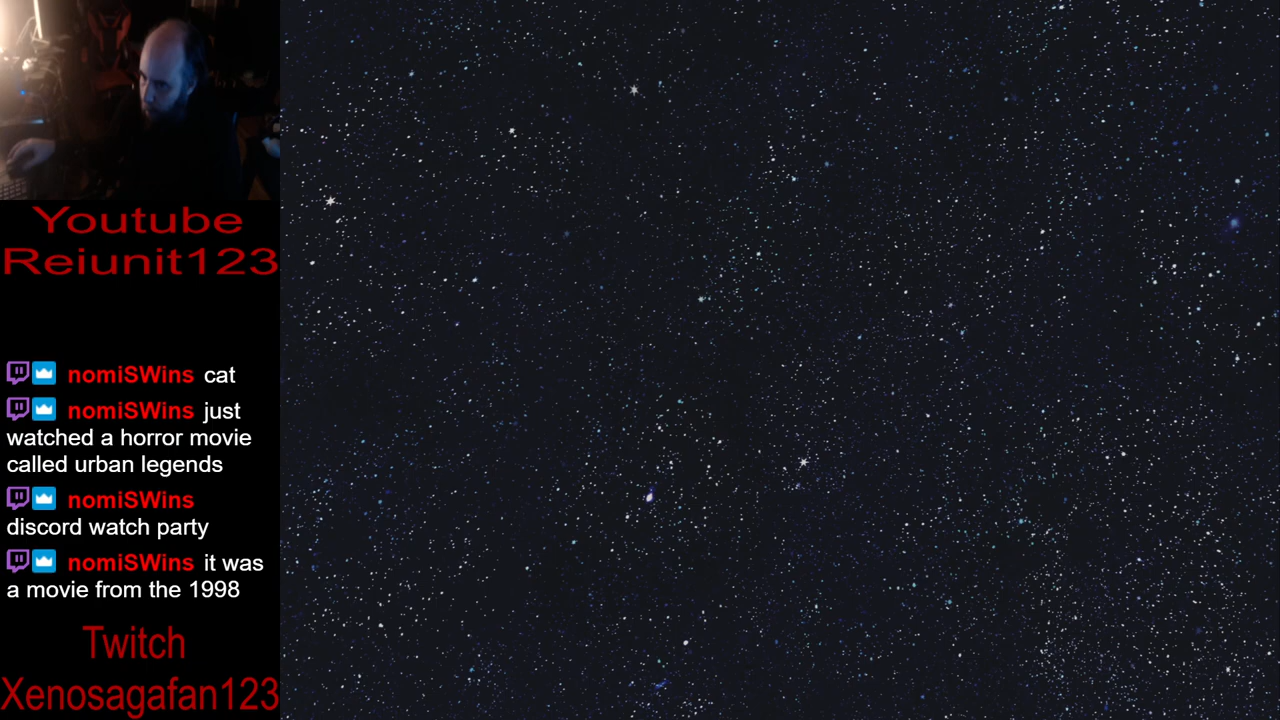 Youtube
Reiunit123
nomiSWins cat
nomiSWins just
watched a horror movie
called urban legends
nomiSWins
discord watch party
nomiSWins it was
a movie from the 1998
Twitch
Xenosagafan123